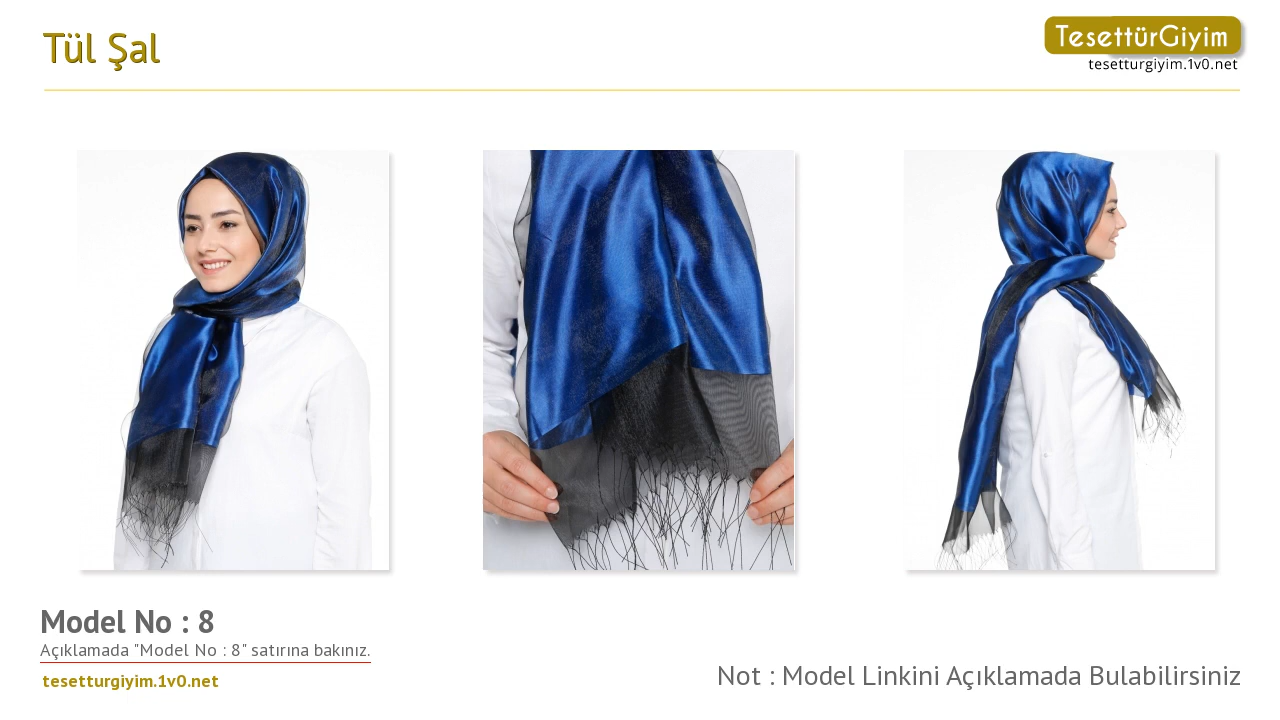 Tül Şal
TesettürGiyim
tesetturgiyim.1v0.net
Model No : 8
Açıklamada "Model No : 8" satırına bakınız.
tesetturgiyim.1v0.net
Not : Model Linkini Açıklamada Bulabilirsiniz